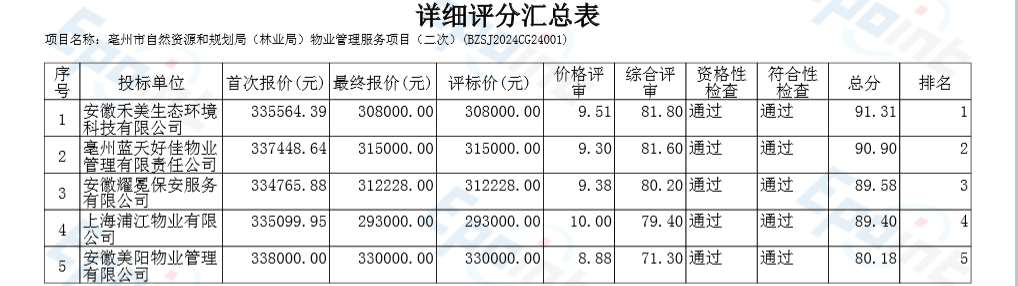 详细评分汇总表
项目名称：亳州市自然资源和规划局（林业局）物业管理服务项目（二次）(BZSJ2024CG24001)
序号 投标单位 首次报价(元) 最终报价(元) 评标价(元) 价格评审 综合评审 资格性检查 符合性检查 总分 排名
1 安徽禾美生态环境科技有限公司 335564.39 308000.00 308000.00 9.51 81.80 通过 通过 91.31 1
2 亳州蓝天好佳物业管理有限责任公司 337448.64 315000.00 315000.00 9.30 81.60 通过 通过 90.90 2
3 安徽耀冕保安服务有限公司 334765.88 312228.00 312228.00 9.38 80.20 通过 通过 89.58 3
4 上海浦江物业有限公司 335099.95 293000.00 293000.00 10.00 79.40 通过 通过 89.40 4
5 安徽美阳物业管理有限公司 338000.00 330000.00 330000.00 8.88 71.30 通过 通过 80.18 5